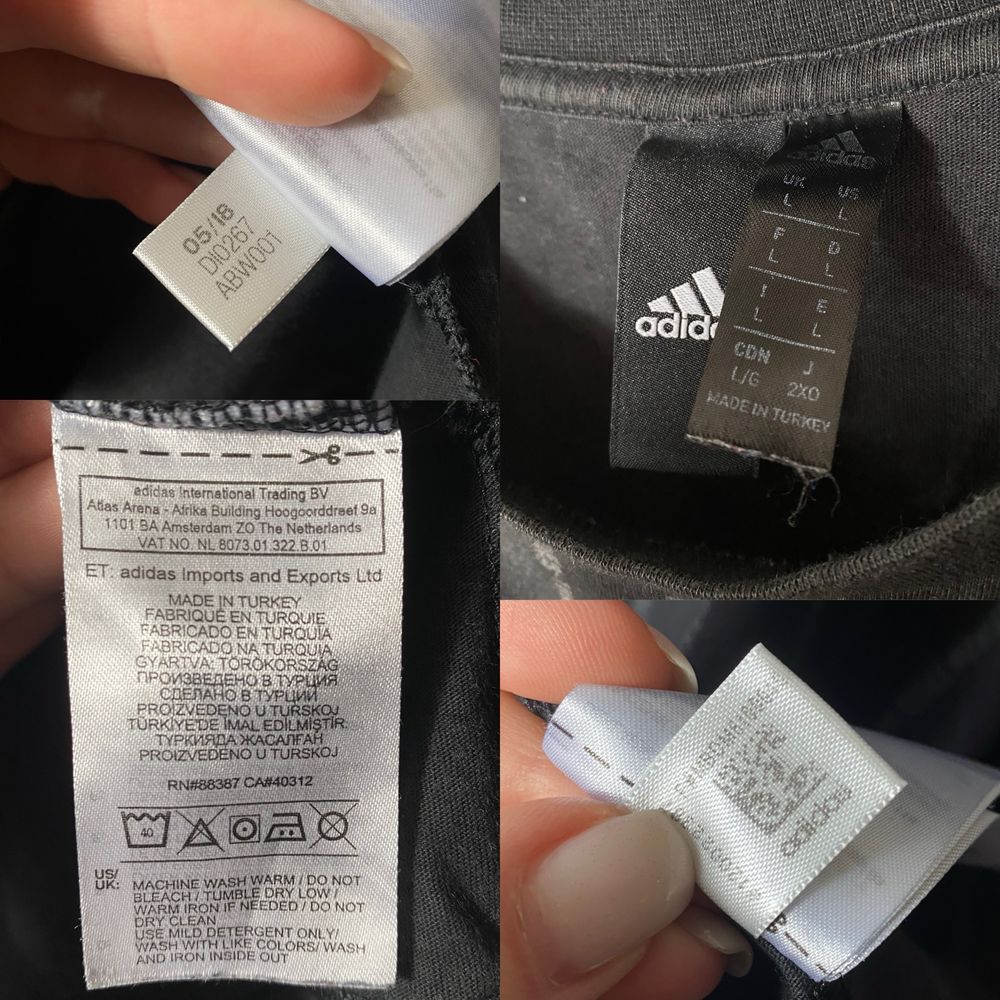 05/18
DI0267
ABW001
adidas
UK US
L L
F D
L L
I E
L L
CDN J
L/G 2XO
MADE IN TURKEY
adidas International Trading BV
Atlas Arena - Afrika Building Hoogoorddreef 9a
1101 BA Amsterdam ZO The Netherlands
VAT NO. NL 8073.01.322.B.01
ET: adidas Imports and Exports Ltd
MADE IN TURKEY
FABRIQUÉ EN TURQUIE
FABRICADO EN TURQUÍA
FABRICADO NA TURQUIA
GYÁRTVA: TÖRÖKORSZÁG
ПРОИЗВЕДЕНО В ТУРЦИЯ
СДЕЛАНО В ТУРЦИИ
PROIZVEDENO U TURSKOJ
TÜRKİYE'DE İMAL EDİLMİŞTİR.
ТҮРКИЯДА ЖАСАЛҒАН
PROIZVEDENO U TURSKOJ
RN#88387 CA#40312
40
US/
UK:
MACHINE WASH WARM / DO NOT
BLEACH / TUMBLE DRY LOW /
WARM IRON IF NEEDED / DO NOT
DRY CLEAN
USE MILD DETERGENT ONLY/
WASH WITH LIKE COLORS/ WASH
AND IRON INSIDE OUT
adidas